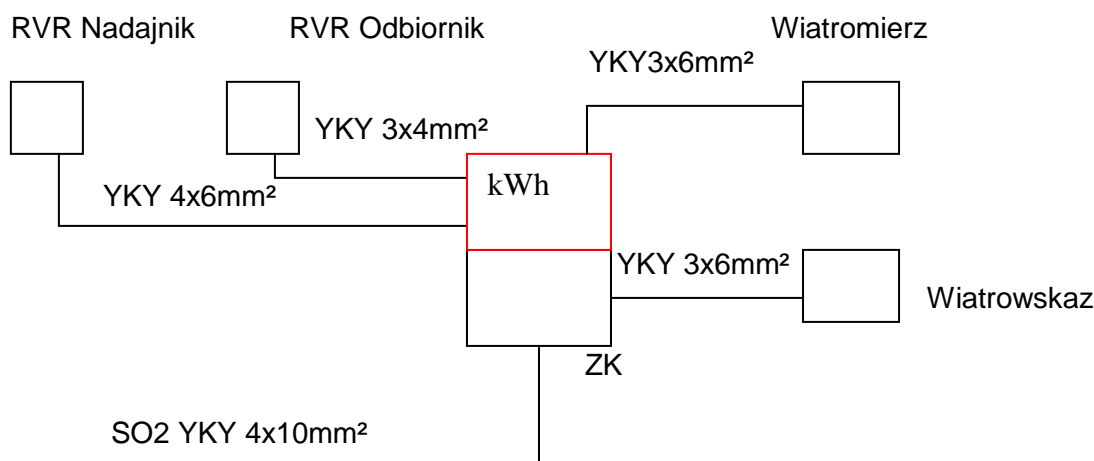 RVR Nadajnik
RVR Odbiornik
Wiatromierz
YKY3x6mm²
YKY 3x4mm²
kWh
YKY 4x6mm²
YKY 3x6mm²
Wiatrowskaz
ZK
SO2 YKY 4x10mm²